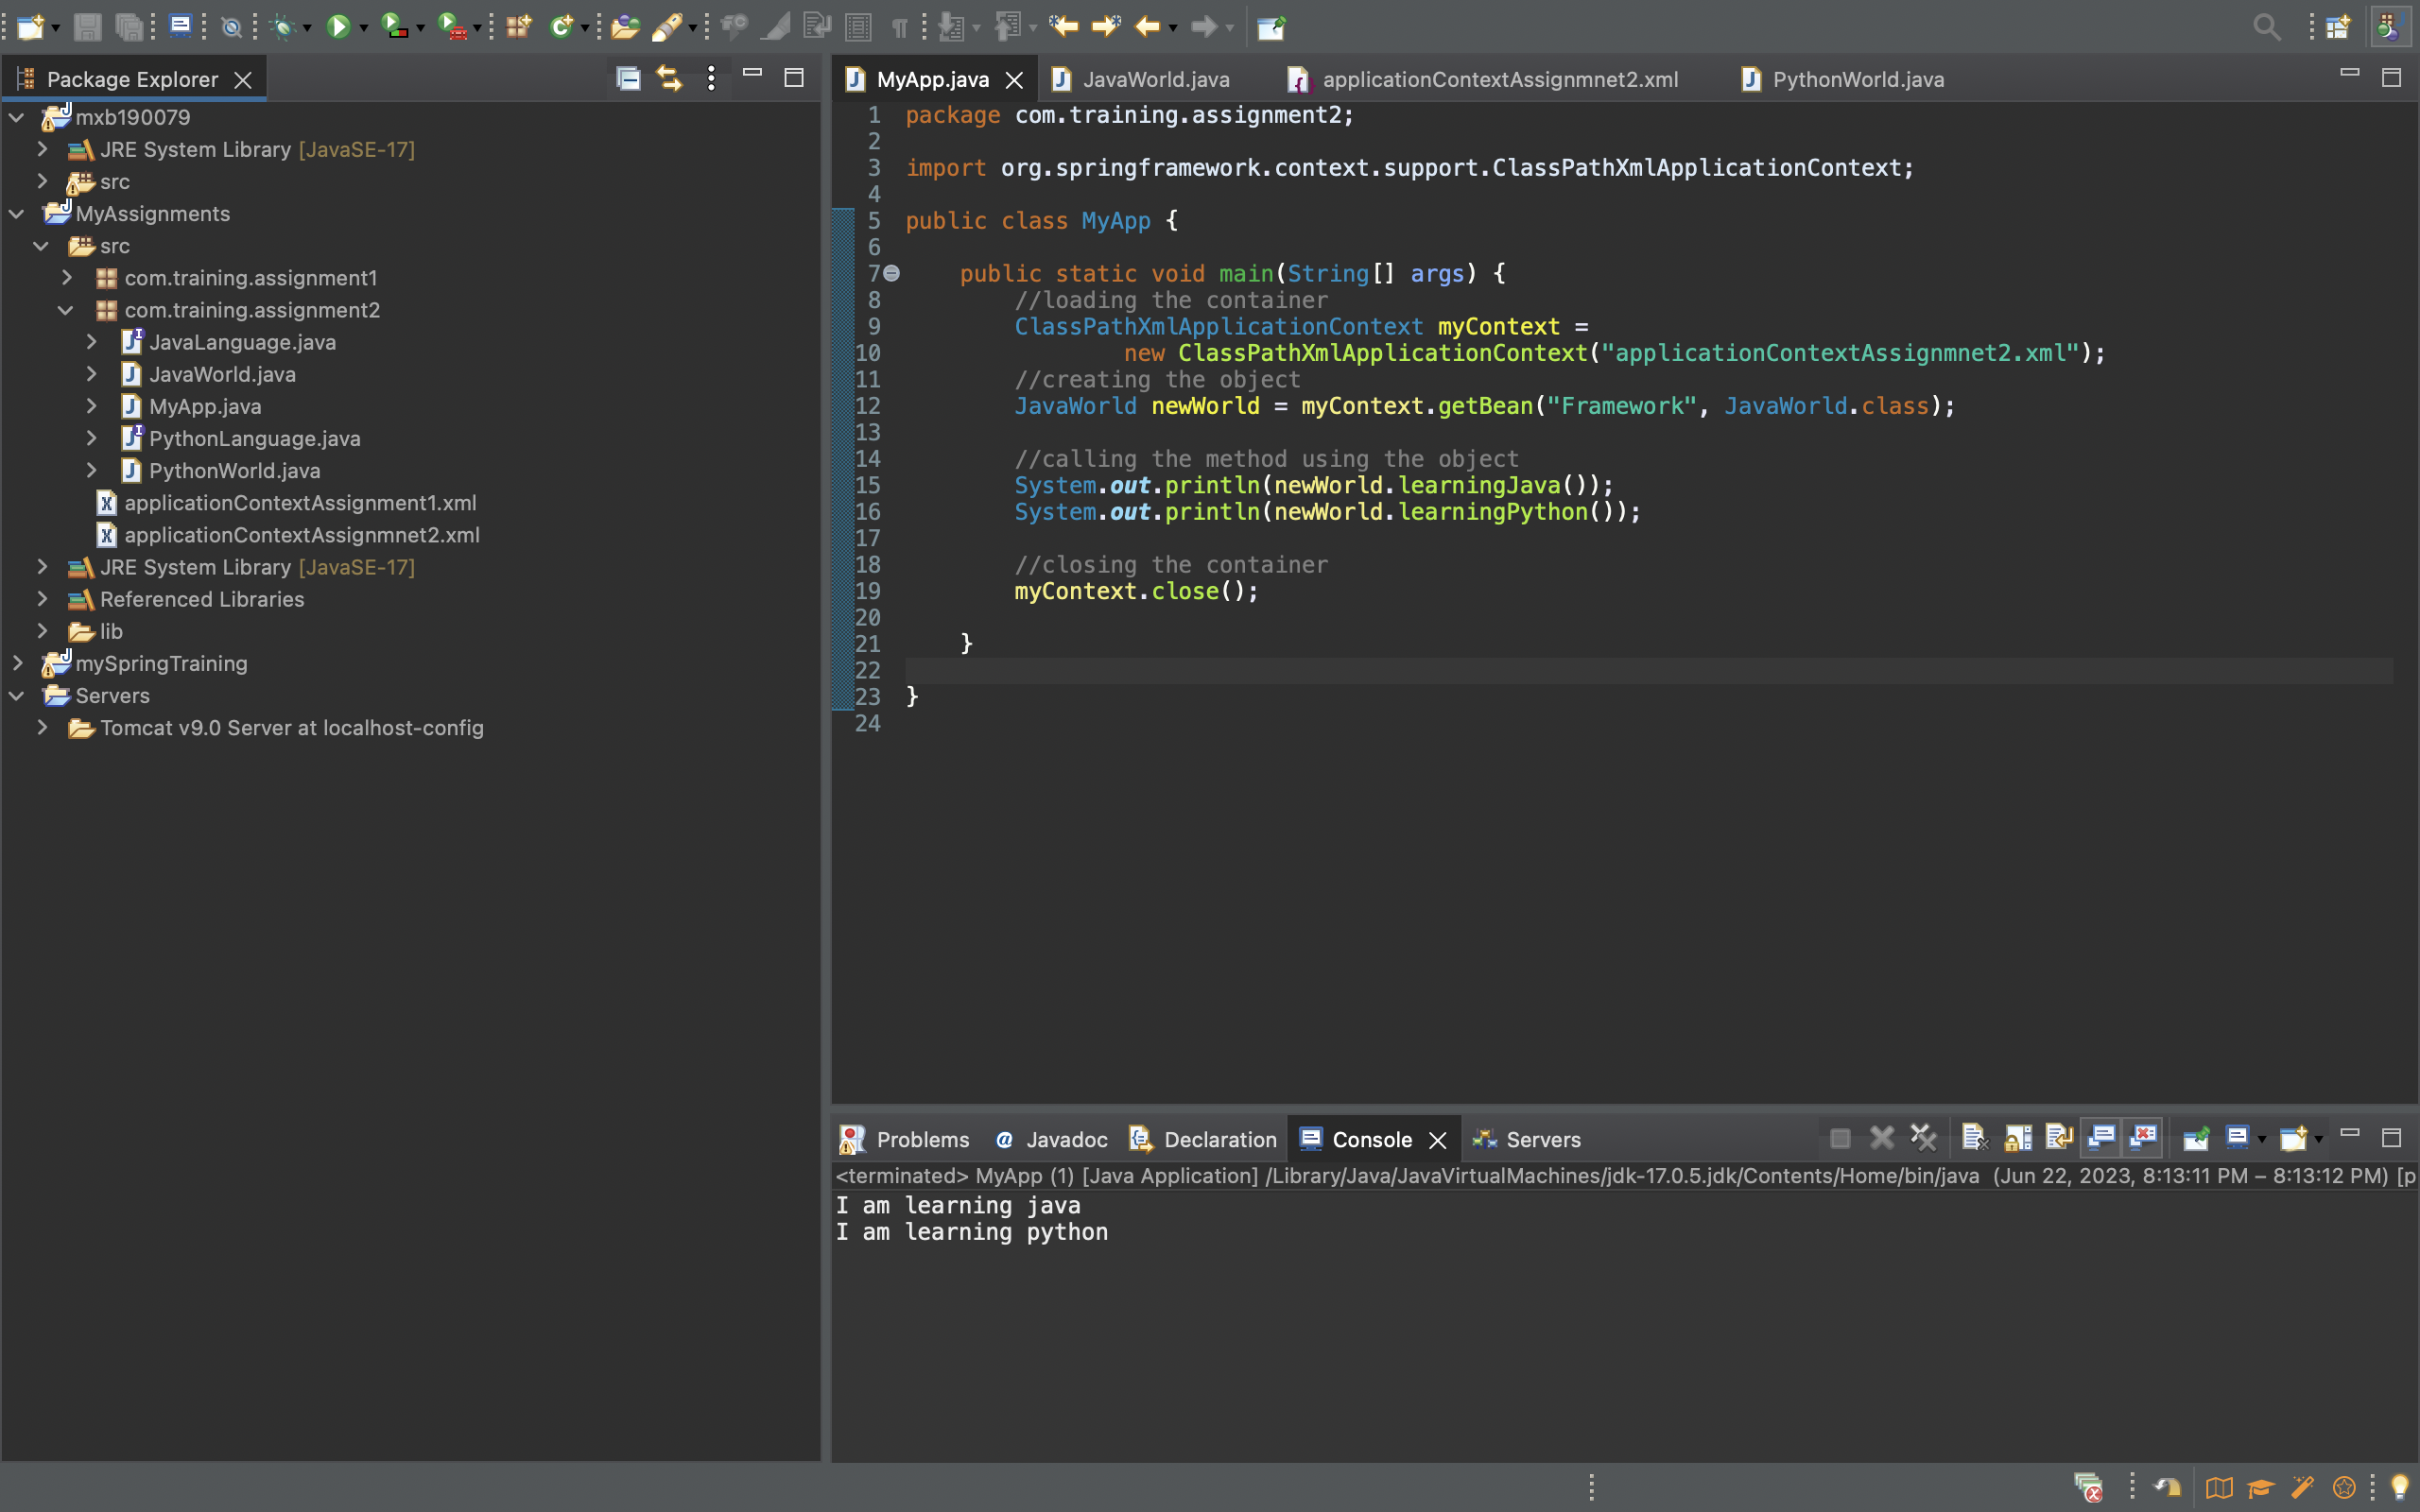 Package Explorer
mxb190079
JRE System Library [JavaSE-17]
src
MyAssignments
src
com.training.assignment1
com.training.assignment2
JavaLanguage.java
JavaWorld.java
MyApp.java
PythonLanguage.java
PythonWorld.java
applicationContextAssignment1.xml
applicationContextAssignmnet2.xml
JRE System Library [JavaSE-17]
Referenced Libraries
lib
mySpringTraining
Servers
Tomcat v9.0 Server at localhost-config
MyApp.java JavaWorld.java applicationContextAssignmnet2.xml PythonWorld.java
1 package com.training.assignment2;
2
3 import org.springframework.context.support.ClassPathXmlApplicationContext;
4
5 public class MyApp {
6
7 public static void main(String[] args) {
8 //loading the container
9 ClassPathXmlApplicationContext myContext =
10 new ClassPathXmlApplicationContext("applicationContextAssignmnet2.xml");
11 //creating the object
12 JavaWorld newWorld = myContext.getBean("Framework", JavaWorld.class);
13
14 //calling the method using the object
15 System.out.println(newWorld.learningJava());
16 System.out.println(newWorld.learningPython());
17
18 //closing the container
19 myContext.close();
20
21 }
22
23 }
24
Problems @ Javadoc Declaration Console Servers
<terminated> MyApp (1) [Java Application] /Library/Java/JavaVirtualMachines/jdk-17.0.5.jdk/Contents/Home/bin/java (Jun 22, 2023, 8:13:11 PM – 8:13:12 PM) [p
I am learning java
I am learning python